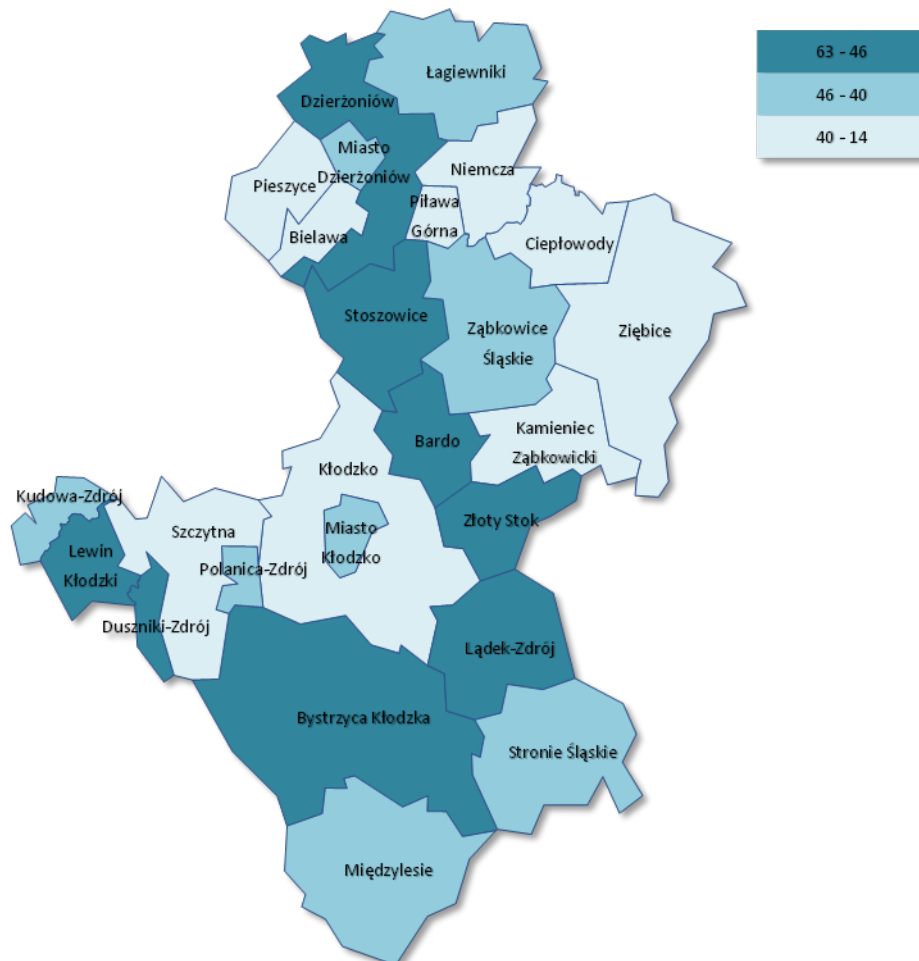 63 - 46
46 - 40
40 - 14
Łagiewniki
Dzierżoniów
Miasto
Dzierżoniów
Niemcza
Pieszyce
Piława
Górna
Bielawa
Ciepłowody
Stoszowice
Ząbkowice
Śląskie
Ziębice
Bardo
Kamieniec
Ząbkowicki
Kłodzko
Kudowa-Zdrój
Szczytna
Miasto
Kłodzko
Złoty Stok
Lewin
Kłodzki
Polanica-Zdrój
Duszniki-Zdrój
Lądek-Zdrój
Bystrzyca Kłodzka
Stronie Śląskie
Międzylesie